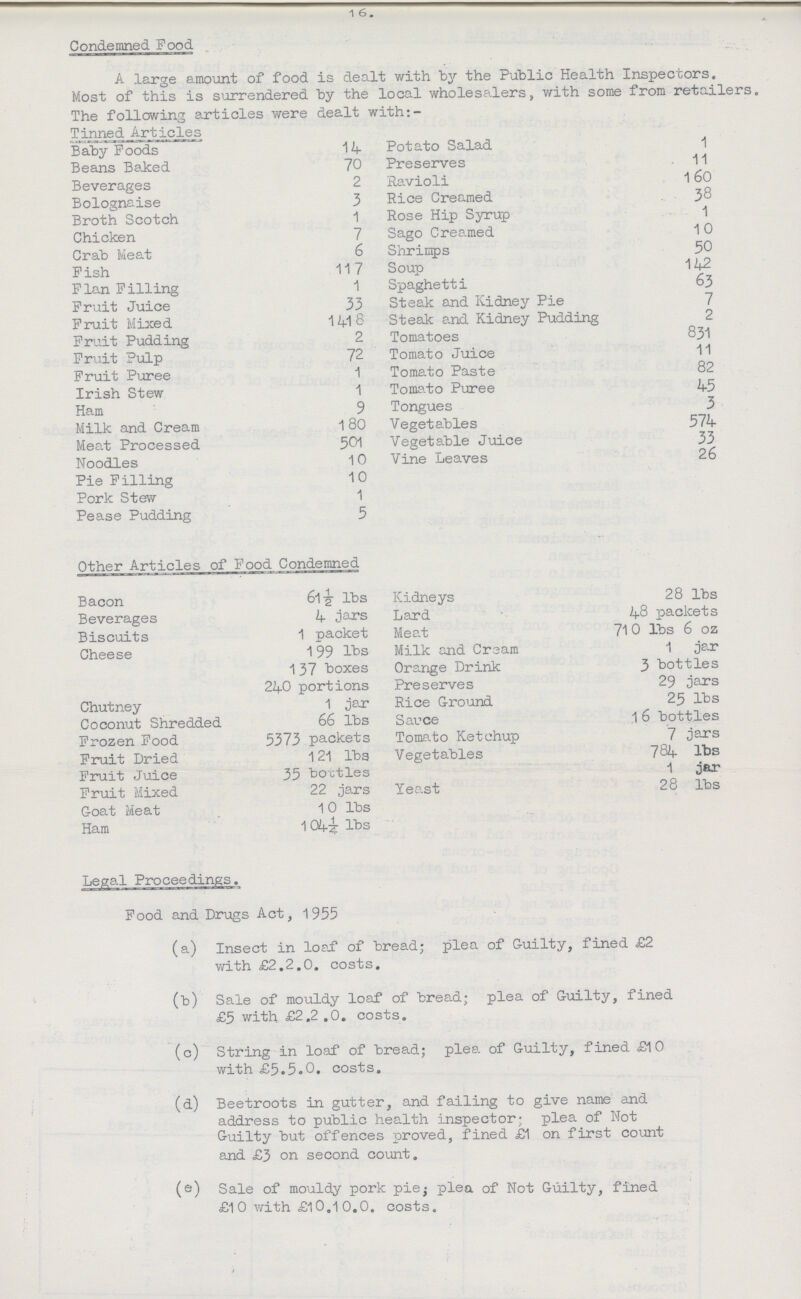 16.
Condemned Food
A large amount of food is dealt with by the Public Health Inspectors.
Most of this is surrendered by the local wholesalers, with some from retailers.
The following articles were dealt with:-
Tinned Articles
Baby Foods 14
Beans Baked 70
Beverages 2
Bolognaise 3
Broth Scotch 1
Chicken 7
Crab Meat 6
Fish 117
Flan Filling 1
Fruit Juice 33
Fruit Mixed 1418
Fruit Pudding 2
Fruit Pulp 72
Fruit Puree 1
Irish Stew 1
Ham 9
Milk and Cream 180
Meat Processed 501
Noodles 10
Pie Filling 10
Pork Stew 1
Pease Pudding 5
Potato Salad 1
Preserves 11
Ravioli 160
Rice Creamed 38
Rose Hip Syrup 1
Sago Creamed 10
Shrimps 50
Soup 142
Spaghetti 63
Steak and Kidney Pie 7
Steak and Kidney Pudding 2
Tomatoes 831
Tomato Juice 11
Tomato Paste 82
Tomato Puree 45
Tongues 3
Vegetables 574
Vegetable Juice 33
Vine Leaves 26
Other Articles of Food Condemned
Bacon 61½ lbs
Beverages 4 jars
Biscuits 1 packet
Cheese 199 lbs
137 boxes
240 portions
Chutney 1 jar
Coconut Shredded 66 lbs
Frozen Food 5373 packets
Fruit Dried 121 lbs
Fruit Juice 35 bottles
Fruit Mixed 22 jars
Goat Meat 10 lbs
Ham 104¼ lbs
Kidneys 28 lbs
Lard 48 packets
Meat 710 lbs 6 oz
Milk and Cream 1 jar
Orange Drink 3 bottles
Preserves 29 jars
Rice Ground 25 lbs
Sauce 16 bottles
Tomato Ketchup 7 jars
Vegetables 784 lbs
1 jar
Yeast 28 lbs
Legal Proceedings.
Food and Drugs Act, 1955
(a) Insect in loaf of bread; plea of Guilty, fined £2
with £2.2.0. costs.
(b) Sale of mouldy loaf of bread; plea of Guilty, fined
£5 with £2.2.0. costs.
(c) String in loaf of bread; plea of Guilty, fined £10
with £5.5.0. costs.
(d) Beetroots in gutter, and failing to give name and
address to public health inspector; plea of Not
Guilty but offences proved, fined £1 on first count
and £3 on second count.
(e) Sale of mouldy pork pie; plea of Not Guilty, fined
£10 with £10.10.0. costs.